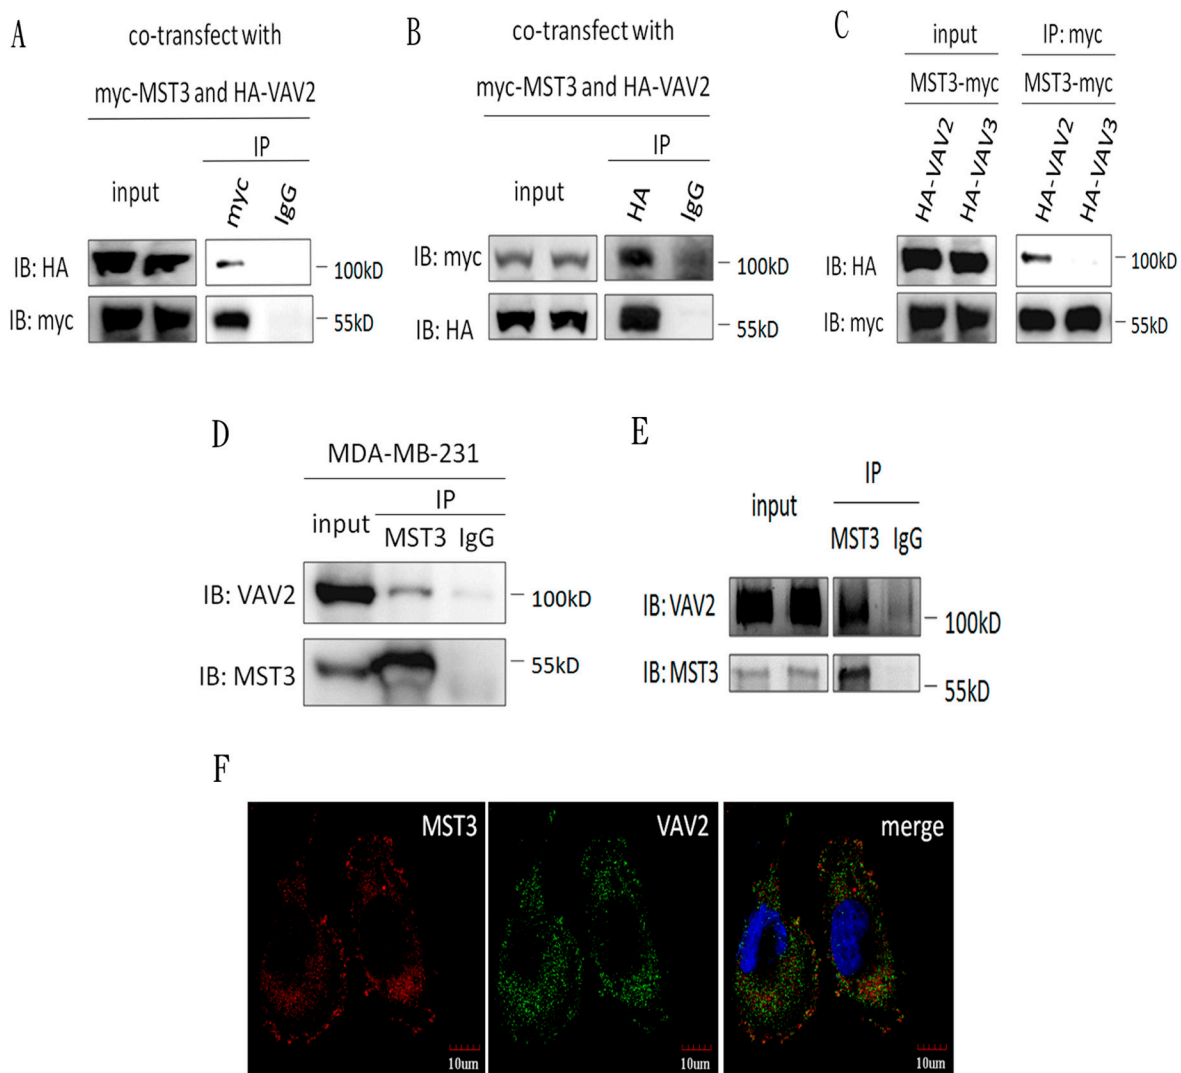 A
co-transfect with
myc-MST3 and HA-VAV2
IP
input
myc
IgG
IB: HA
100kD
IB: myc
55kD
B
co-transfect with
myc-MST3 and HA-VAV2
IP
input
HA
IgG
IB: myc
100kD
IB: HA
55kD
C
input
IP: myc
MST3-myc
MST3-myc
HA-VAV2
HA-VAV3
HA-VAV2
HA-VAV3
IB: HA
100kD
IB: myc
55kD
D
MDA-MB-231
IP
input
MST3
IgG
IB: VAV2
100kD
IB: MST3
55kD
E
IP
input
MST3
IgG
IB: VAV2
100kD
IB: MST3
55kD
F
MST3
VAV2
merge
10um
10um
10um